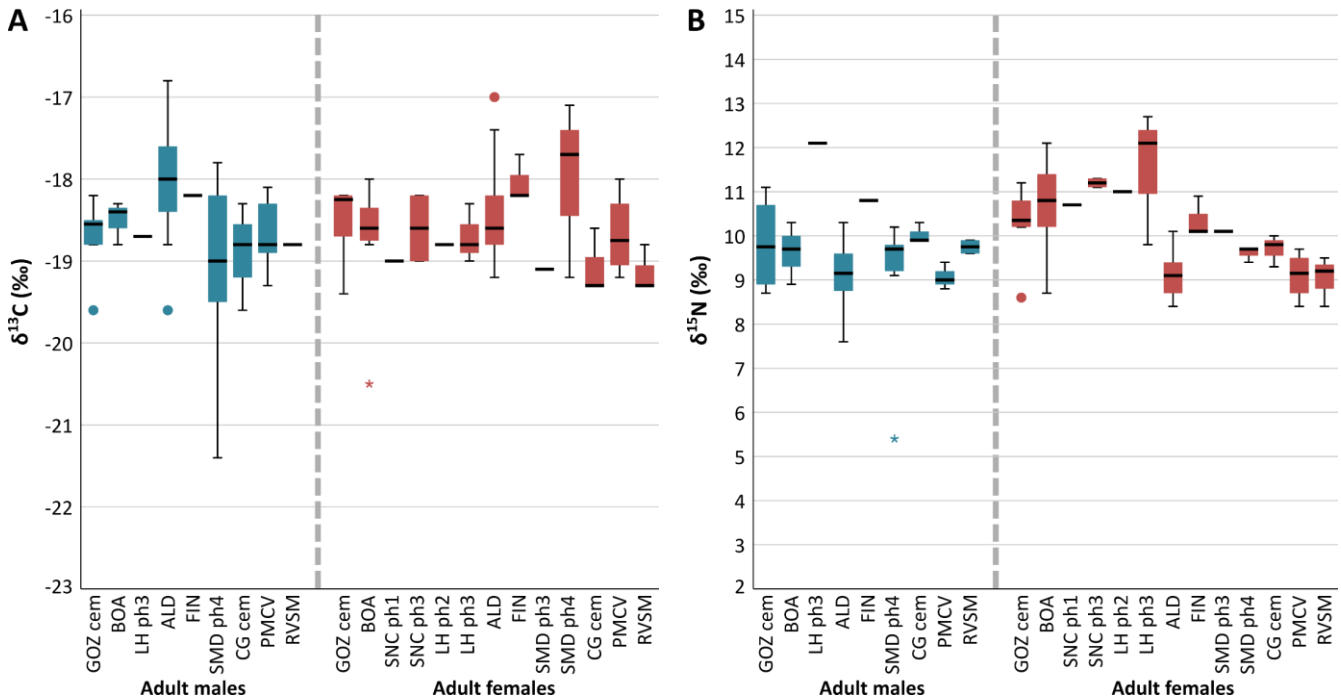 A
δ¹³C (‰)
-16
-17
-18
-19
-20
-21
-22
-23
*
GOZ cem
BOA
LH ph3
ALD
FIN
SMD ph4
CG cem
PMCV
RVSM
GOZ cem
BOA
SNC ph1
SNC ph3
LH ph2
LH ph3
ALD
FIN
SMD ph3
SMD ph4
CG cem
PMCV
RVSM
Adult males
Adult females
B
δ¹⁵N (‰)
15
14
13
12
11
10
9
8
7
6
5
4
3
2
*
GOZ cem
BOA
LH ph3
ALD
FIN
SMD ph4
CG cem
PMCV
RVSM
GOZ cem
BOA
SNC ph1
SNC ph3
LH ph2
LH ph3
ALD
FIN
SMD ph3
SMD ph4
CG cem
PMCV
RVSM
Adult males
Adult females